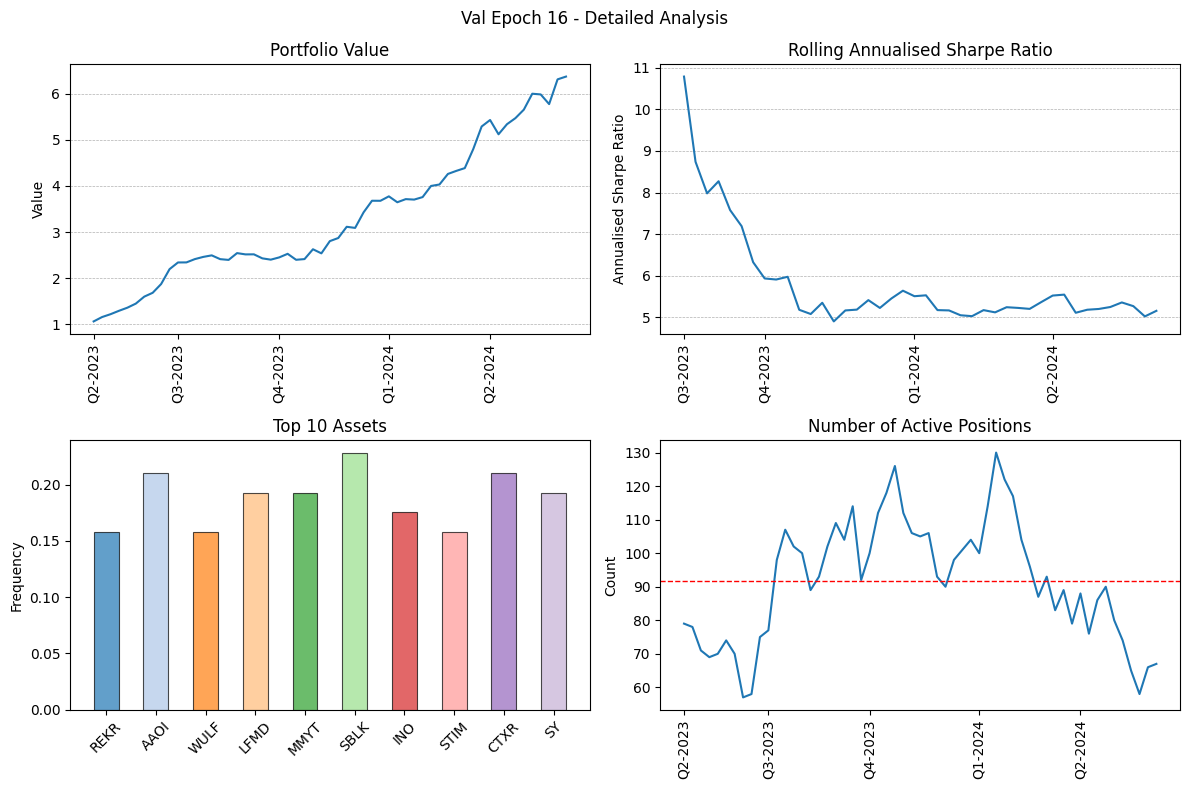 Val Epoch 16 - Detailed Analysis
Portfolio Value
Value
6
5
4
3
2
1
Q2-2023
Q3-2023
Q4-2023
Q1-2024
Q2-2024
Rolling Annualised Sharpe Ratio
Annualised Sharpe Ratio
11
10
9
8
7
6
5
Q3-2023
Q4-2023
Q1-2024
Q2-2024
Top 10 Assets
Frequency
0.20
0.15
0.10
0.05
0.00
REKR
AAOI
WULF
LFMD
MMYT
SBLK
INO
STIM
CTXR
SY
Number of Active Positions
Count
130
120
110
100
90
80
70
60
Q2-2023
Q3-2023
Q4-2023
Q1-2024
Q2-2024